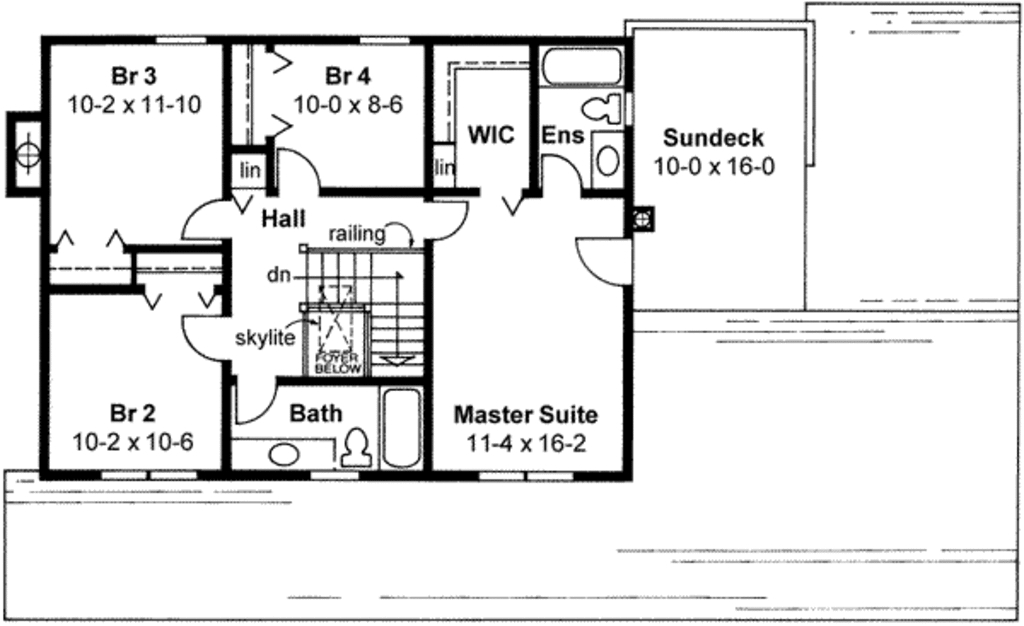 Br 3
10-2 x 11-10
Br 4
10-0 x 8-6
WIC
Ens
Sundeck
10-0 x 16-0
lin
lin
Hall
railing
dn
skylite
FOYER
BELOW
Br 2
10-2 x 10-6
Bath
Master Suite
11-4 x 16-2